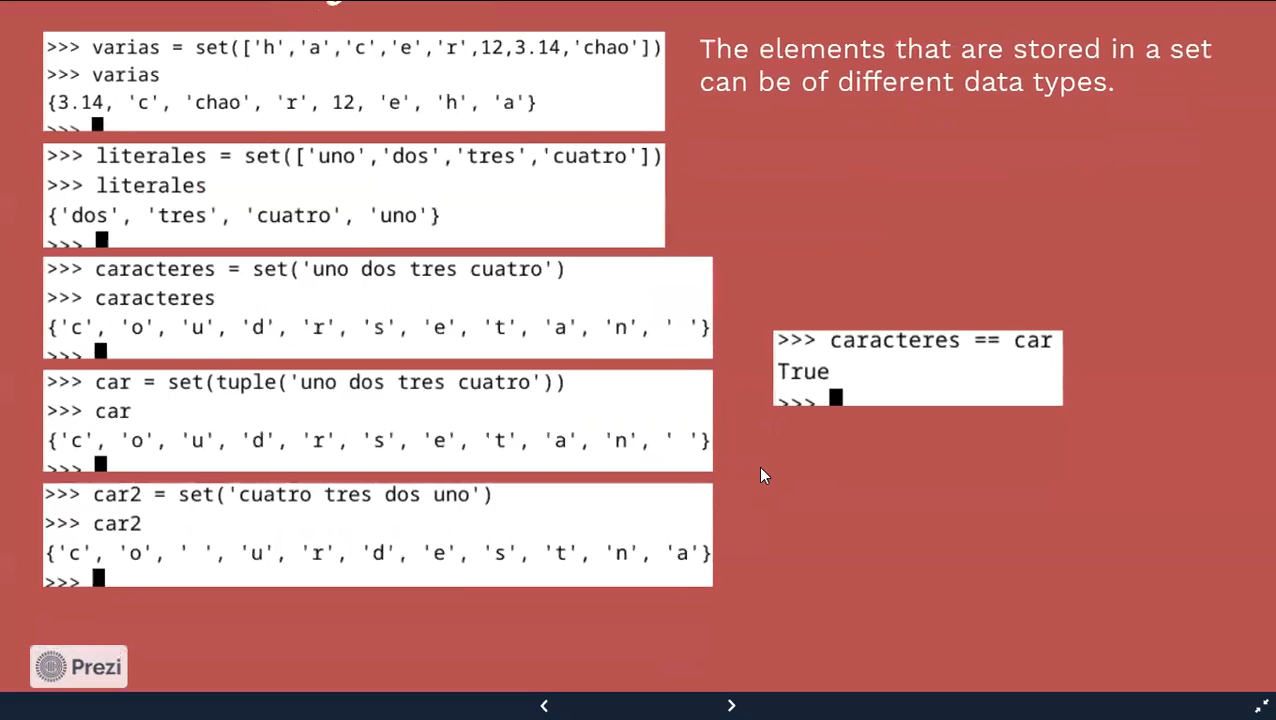 >>> varias = set(['h','a','c','e','r',12,3.14,'chao'])
>>> varias
{3.14, 'c', 'chao', 'r', 12, 'e', 'h', 'a'}
>>>
The elements that are stored in a set
can be of different data types.
>>> literales = set(['uno','dos','tres','cuatro'])
>>> literales
{'dos', 'tres', 'cuatro', 'uno'}
>>>
>>> caracteres = set('uno dos tres cuatro')
>>> caracteres
{'c', 'o', 'u', 'd', 'r', 's', 'e', 't', 'a', 'n', ' '}
>>>
>>> car = set(tuple('uno dos tres cuatro'))
>>> car
{'c', 'o', 'u', 'd', 'r', 's', 'e', 't', 'a', 'n', ' '}
>>>
>>> caracteres == car
True
>>>
>>> car2 = set('cuatro tres dos uno')
>>> car2
{'c', 'o', ' ', 'u', 'r', 'd', 'e', 's', 't', 'n', 'a'}
>>>
Prezi